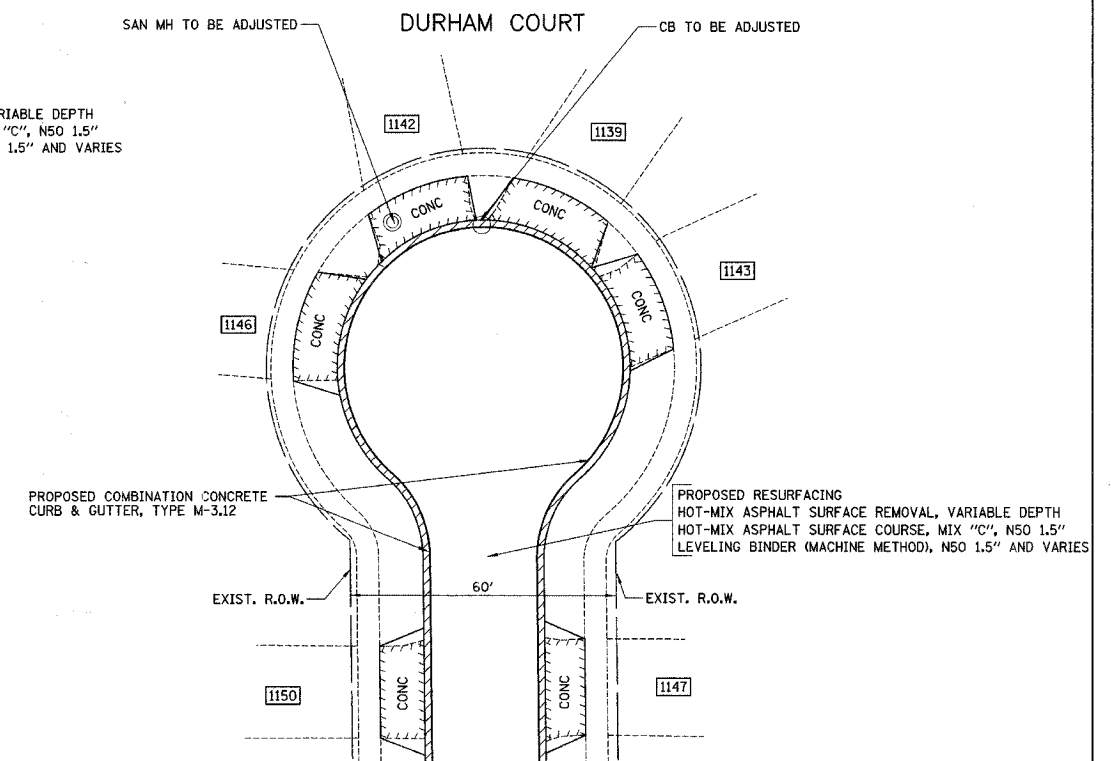 DURHAM COURT
SAN MH TO BE ADJUSTED
CB TO BE ADJUSTED
RIABLE DEPTH
"C", N50 1.5"
1.5" AND VARIES
1142
1139
CONC
CONC
1143
CONC
1146
CONC
PROPOSED COMBINATION CONCRETE
CURB & GUTTER, TYPE M-3.12
PROPOSED RESURFACING
HOT-MIX ASPHALT SURFACE REMOVAL, VARIABLE DEPTH
HOT-MIX ASPHALT SURFACE COURSE, MIX "C", N50 1.5"
LEVELING BINDER (MACHINE METHOD), N50 1.5" AND VARIES
60'
EXIST. R.O.W.
EXIST. R.O.W.
1150
CONC
CONC
1147